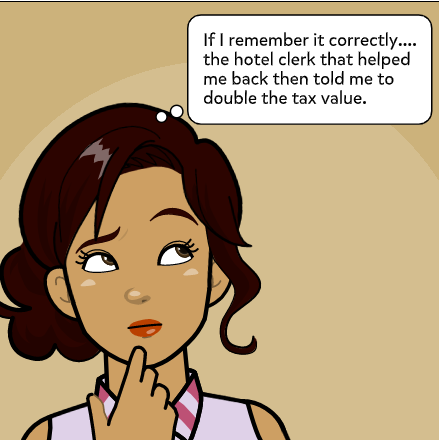 If I remember it correctly....
the hotel clerk that helped
me back then told me to
double the tax value.